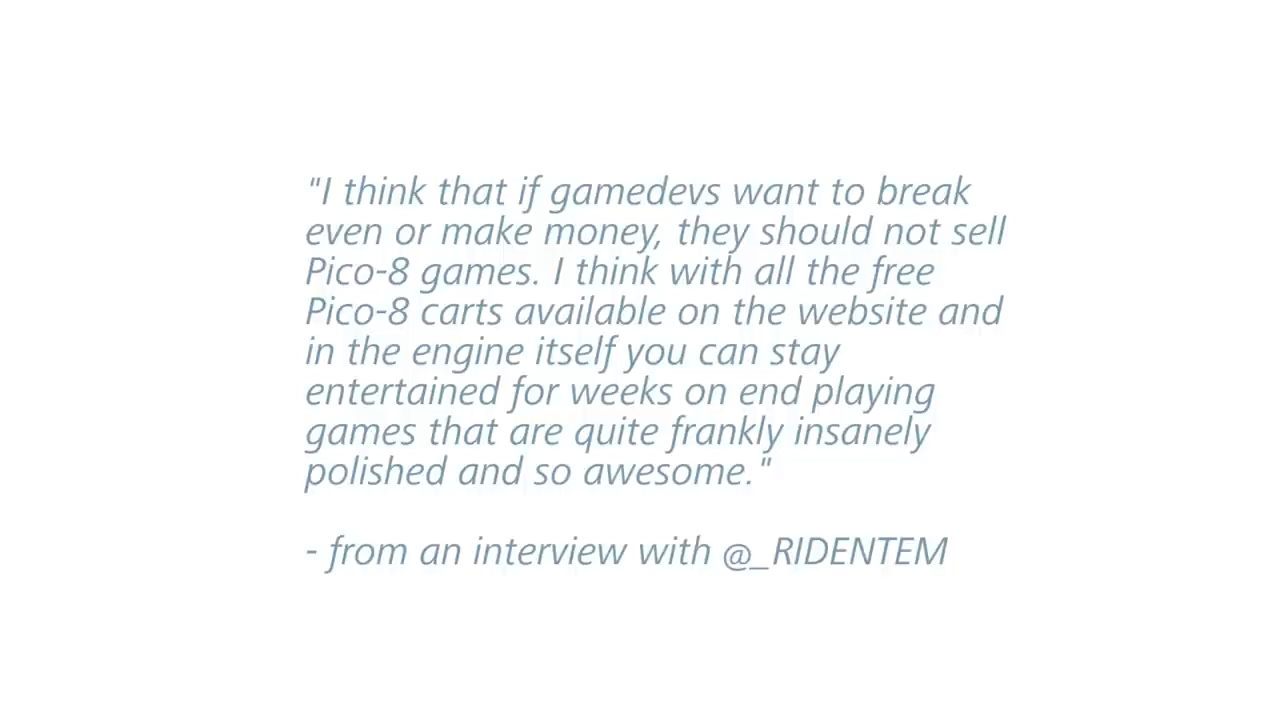 "I think that if gamedevs want to break
even or make money, they should not sell
Pico-8 games. I think with all the free
Pico-8 carts available on the website and
in the engine itself you can stay
entertained for weeks on end playing
games that are quite frankly insanely
polished and so awesome."
- from an interview with @_RIDENTEM